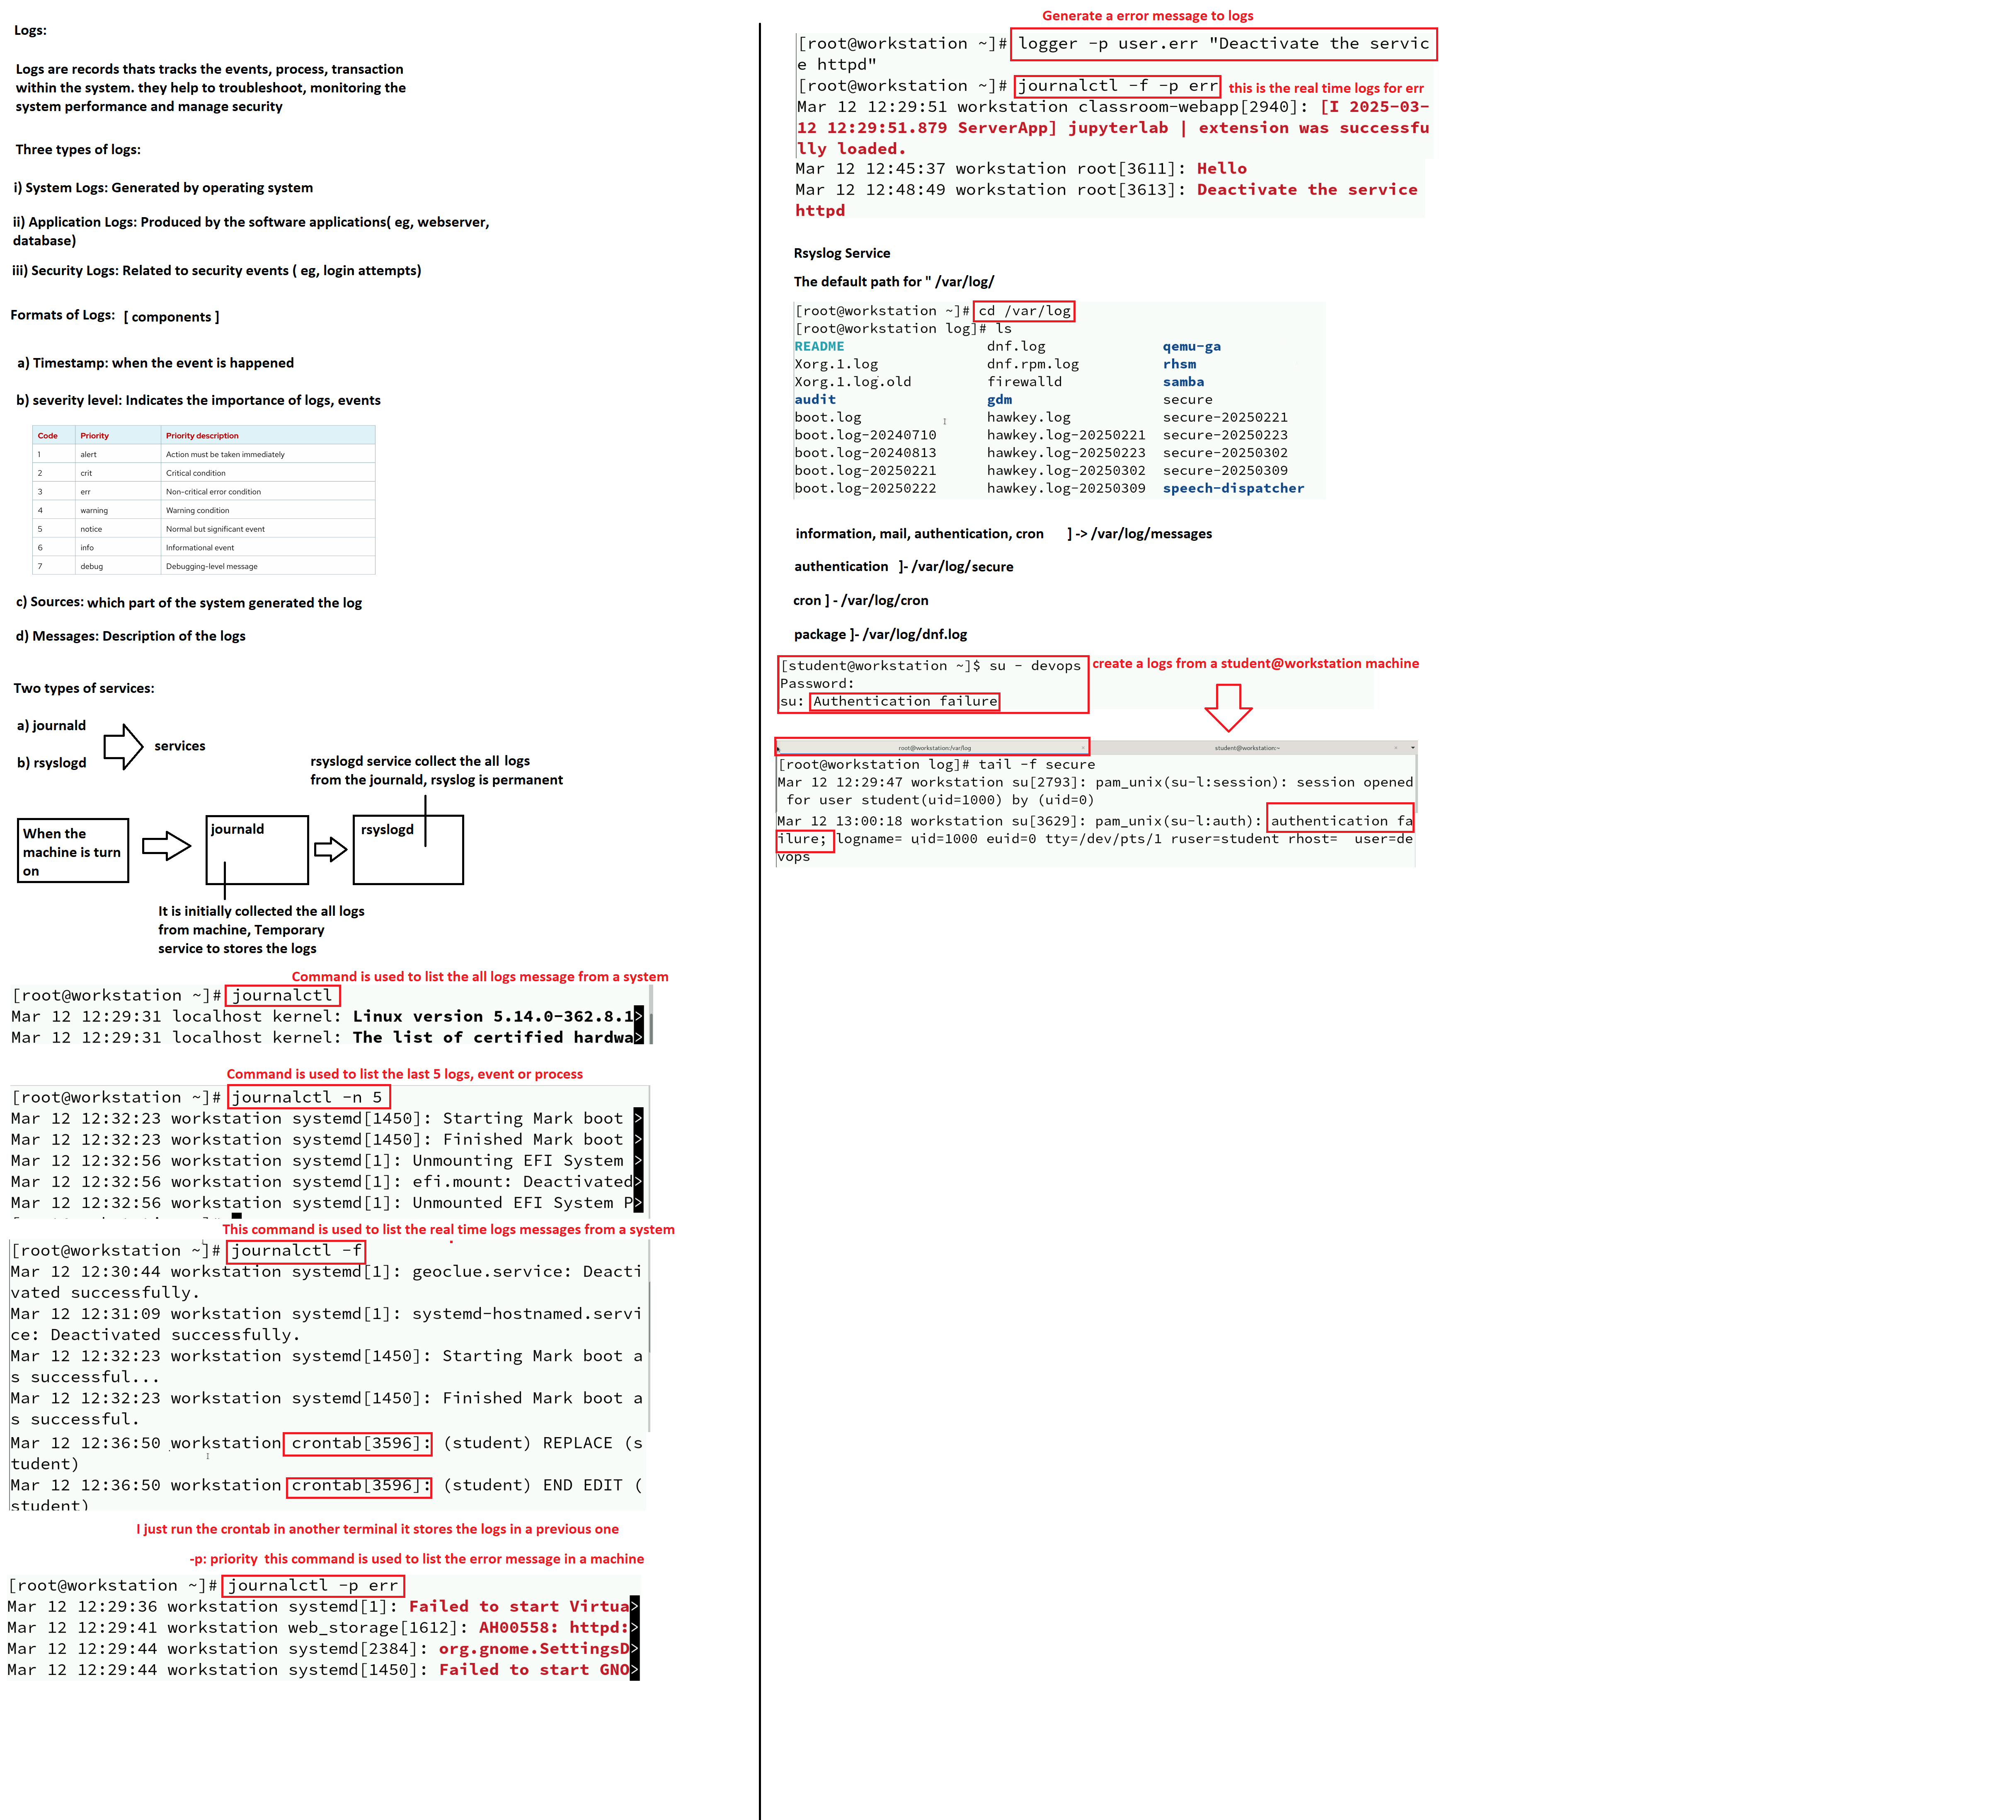 Logs:
Logs are records thats tracks the events, process, transaction
within the system. they help to troubleshoot, monitoring the
system performance and manage security
Three types of logs:
i) System Logs: Generated by operating system
ii) Application Logs: Produced by the software applications( eg, webserver,
database)
iii) Security Logs: Related to security events ( eg, login attempts)
Formats of Logs: [ components ]
a) Timestamp: when the event is happened
b) severity level: Indicates the importance of logs, events
Code Priority Priority description
1 alert Action must be taken immediately
2 crit Critical condition
3 err Non-critical error condition
4 warning Warning condition
5 notice Normal but significant event
6 info Informational event
7 debug Debugging-level message
c) Sources: which part of the system generated the log
d) Messages: Description of the logs
Two types of services:
a) journald
b) rsyslogd
services
rsyslogd service collect the all logs
from the journald, rsyslog is permanent
When the
machine is turn
on
journald
rsyslogd
It is initially collected the all logs
from machine, Temporary
service to stores the logs
Command is used to list the all logs message from a system
[root@workstation ~]# journalctl
Mar 12 12:29:31 localhost kernel: Linux version 5.14.0-362.8.1>
Mar 12 12:29:31 localhost kernel: The list of certified hardwa>
Command is used to list the last 5 logs, event or process
[root@workstation ~]# journalctl -n 5
Mar 12 12:32:23 workstation systemd[1450]: Starting Mark boot >
Mar 12 12:32:23 workstation systemd[1450]: Finished Mark boot >
Mar 12 12:32:56 workstation systemd[1]: Unmounting EFI System >
Mar 12 12:32:56 workstation systemd[1]: efi.mount: Deactivated>
Mar 12 12:32:56 workstation systemd[1]: Unmounted EFI System P>
This command is used to list the real time logs messages from a system
[root@workstation ~]# journalctl -f
Mar 12 12:30:44 workstation systemd[1]: geoclue.service: Deacti
vated successfully.
Mar 12 12:31:09 workstation systemd[1]: systemd-hostnamed.servi
ce: Deactivated successfully.
Mar 12 12:32:23 workstation systemd[1450]: Starting Mark boot a
s successful...
Mar 12 12:32:23 workstation systemd[1450]: Finished Mark boot a
s successful.
Mar 12 12:36:50 workstation crontab[3596]: (student) REPLACE (s
tudent)
Mar 12 12:36:50 workstation crontab[3596]: (student) END EDIT (
student)
I just run the crontab in another terminal it stores the logs in a previous one
-p: priority this command is used to list the error message in a machine
[root@workstation ~]# journalctl -p err
Mar 12 12:29:36 workstation systemd[1]: Failed to start Virtua>
Mar 12 12:29:41 workstation web_storage[1612]: AH00558: httpd:>
Mar 12 12:29:44 workstation systemd[2384]: org.gnome.SettingsD>
Mar 12 12:29:44 workstation systemd[1450]: Failed to start GNO>
Generate a error message to logs
[root@workstation ~]# logger -p user.err "Deactivate the servic
e httpd"
[root@workstation ~]# journalctl -f -p err this is the real time logs for err
Mar 12 12:29:51 workstation classroom-webapp[2940]: [I 2025-03-
12 12:29:51.879 ServerApp] jupyterlab | extension was successfu
lly loaded.
Mar 12 12:45:37 workstation root[3611]: Hello
Mar 12 12:48:49 workstation root[3613]: Deactivate the service
httpd
Rsyslog Service
The default path for " /var/log/
[root@workstation ~]# cd /var/log
[root@workstation log]# ls
README dnf.log qemu-ga
Xorg.1.log dnf.rpm.log rhsm
Xorg.1.log.old firewalld samba
audit gdm secure
boot.log hawkey.log secure-20250221
boot.log-20240710 hawkey.log-20250221 secure-20250223
boot.log-20240813 hawkey.log-20250223 secure-20250302
boot.log-20250221 hawkey.log-20250302 secure-20250309
boot.log-20250222 hawkey.log-20250309 speech-dispatcher
information, mail, authentication, cron ] -> /var/log/messages
authentication ]- /var/log/secure
cron ] - /var/log/cron
package ]- /var/log/dnf.log
[student@workstation ~]$ su - devops create a logs from a student@workstation machine
Password:
su: Authentication failure
root@workstation:/var/log × student@workstation:~ ×
[root@workstation log]# tail -f secure
Mar 12 12:29:47 workstation su[2793]: pam_unix(su-l:session): session opened
for user student(uid=1000) by (uid=0)
Mar 12 13:00:18 workstation su[3629]: pam_unix(su-l:auth): authentication fa
ilure; logname= uid=1000 euid=0 tty=/dev/pts/1 ruser=student rhost= user=de
vops